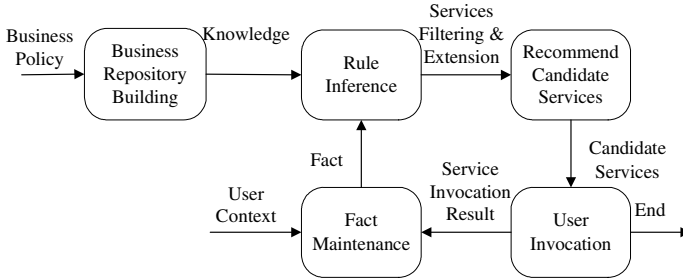 Business
Policy
Business
Repository
Building
Knowledge
Rule
Inference
Services
Filtering &
Extension
Recommend
Candidate
Services
Candidate
Services
User
Invocation
End
Service
Invocation
Result
Fact
Maintenance
User
Context
Fact